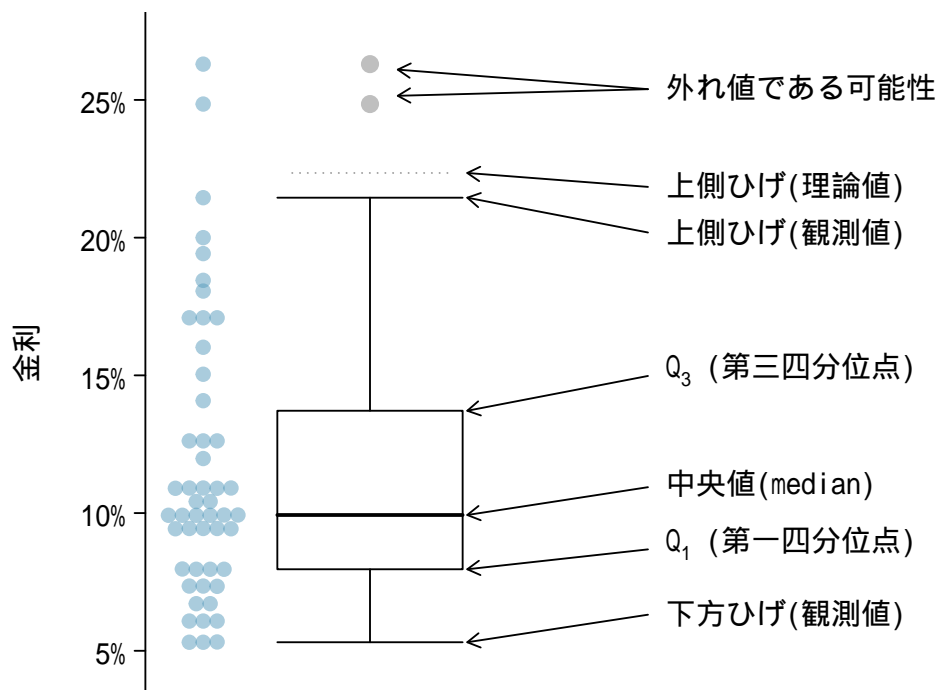 外れ値である可能性
25%
上側ひげ(理論値)
上側ひげ(観測値)
20%
金利
Q3 (第三四分位点)
15%
中央値(median)
10%
Q1 (第一四分位点)
下方ひげ(観測値)
5%